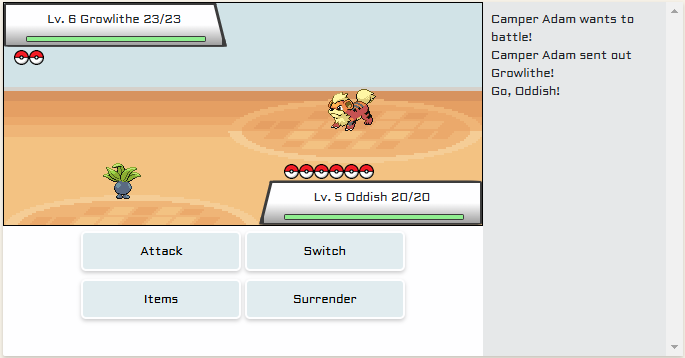 Lv. 6 Growlithe 23/23
Lv. 5 Oddish 20/20
Attack
Switch
Items
Surrender
Camper Adam wants to
battle!
Camper Adam sent out
Growlithe!
Go, Oddish!